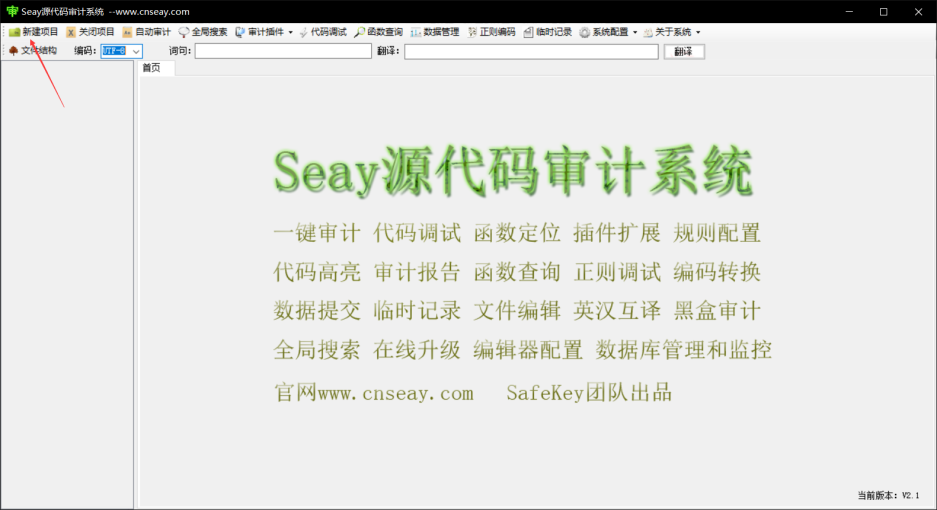 Seay源代码审计系统 --www.cnseay.com
新建项目 关闭项目 自动审计 全局搜索 审计插件 代码调试 函数查询 数据管理 正则编码 临时记录 系统配置 关于系统
文件结构 编码: UTF-8 词句: 翻译: 翻译
首页
Seay源代码审计系统
一键审计 代码调试 函数定位 插件扩展 规则配置
代码高亮 审计报告 函数查询 正则调试 编码转换
数据提交 临时记录 文件编辑 英汉互译 黑盒审计
全局搜索 在线升级 编辑器配置 数据库管理和监控
官网www.cnseay.com SafeKey团队出品
当前版本: V2.1